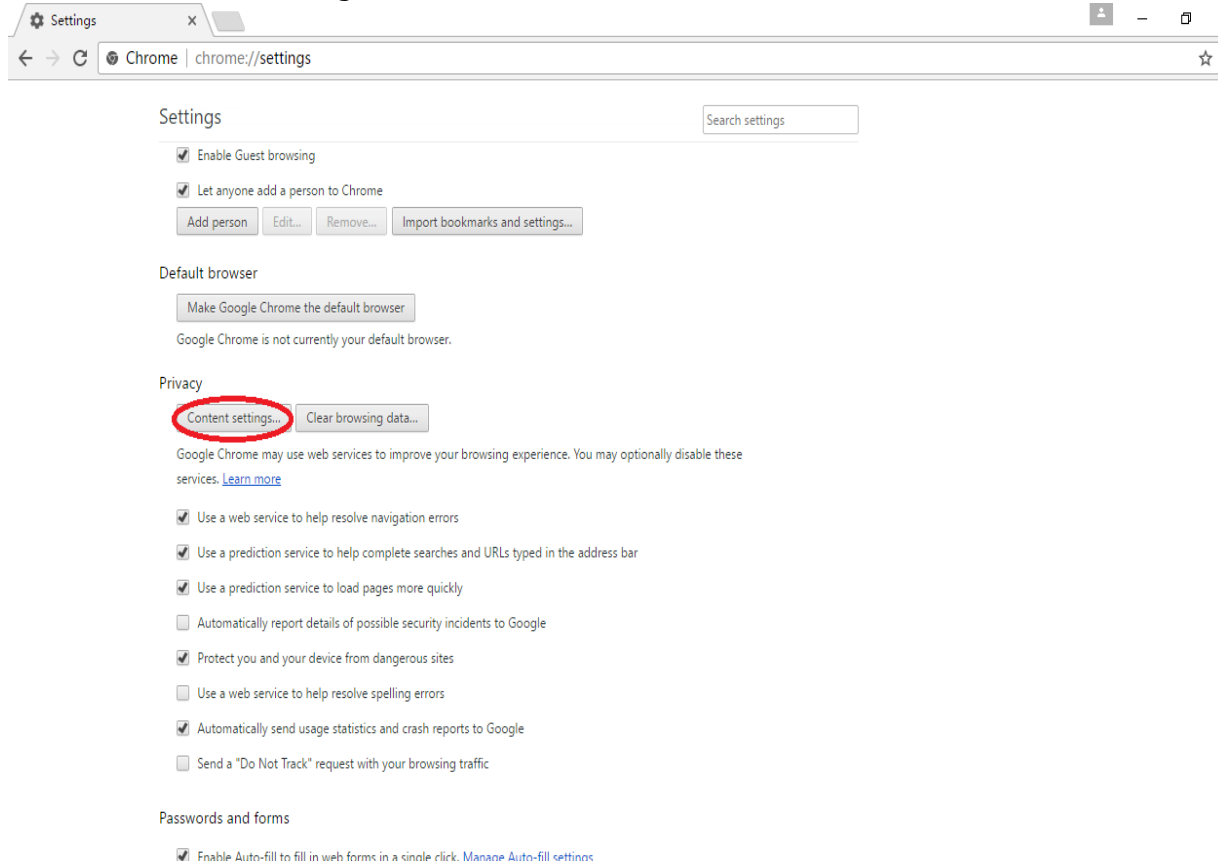 Settings
Chrome | chrome://settings
Settings
Search settings
Enable Guest browsing
Let anyone add a person to Chrome
Add person Edit... Remove... Import bookmarks and settings...
Default browser
Make Google Chrome the default browser
Google Chrome is not currently your default browser.
Privacy
Content settings... Clear browsing data...
Google Chrome may use web services to improve your browsing experience. You may optionally disable these
services. Learn more
Use a web service to help resolve navigation errors
Use a prediction service to help complete searches and URLs typed in the address bar
Use a prediction service to load pages more quickly
Automatically report details of possible security incidents to Google
Protect you and your device from dangerous sites
Use a web service to help resolve spelling errors
Automatically send usage statistics and crash reports to Google
Send a "Do Not Track" request with your browsing traffic
Passwords and forms
Enable Auto-fill to fill in web forms in a single click. Manage Auto-fill settings